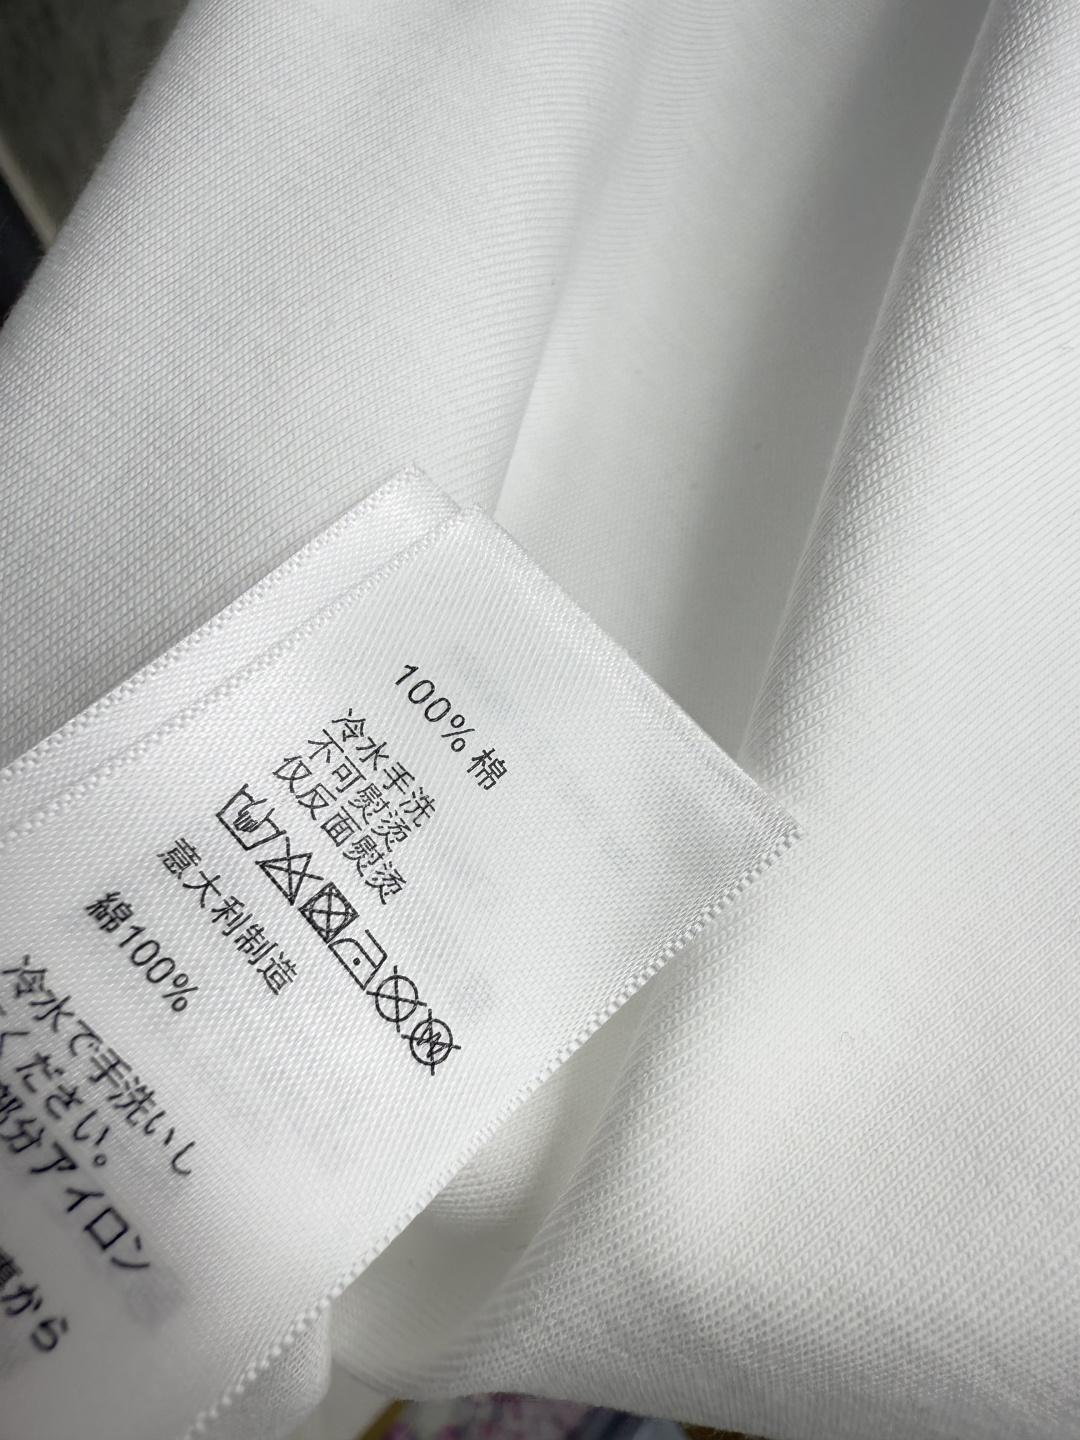 100% 棉
冷水手洗
不可熨烫
仅反面熨烫
意大利制造
綿100%
冷水で手洗いし
ください。
部分アイロン
から